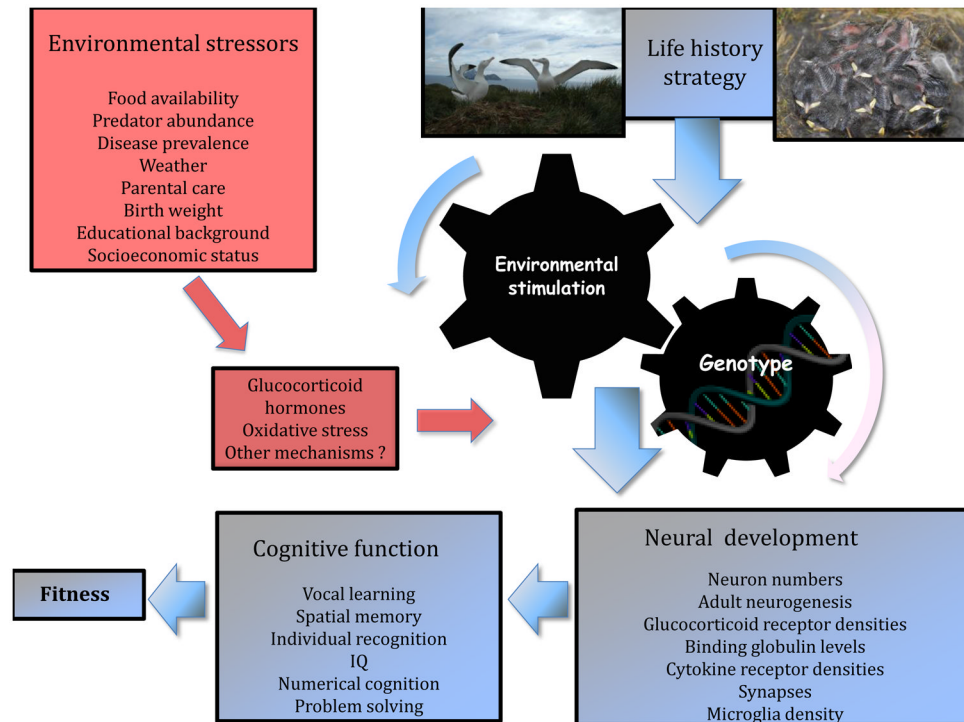 Environmental stressors
Food availability
Predator abundance
Disease prevalence
Weather
Parental care
Birth weight
Educational background
Socioeconomic status
Life history
strategy
Environmental
stimulation
Genotype
Glucocorticoid
hormones
Oxidative stress
Other mechanisms ?
Neural development
Neuron numbers
Adult neurogenesis
Glucocorticoid receptor densities
Binding globulin levels
Cytokine receptor densities
Synapses
Microglia density
Cognitive function
Vocal learning
Spatial memory
Individual recognition
IQ
Numerical cognition
Problem solving
Fitness